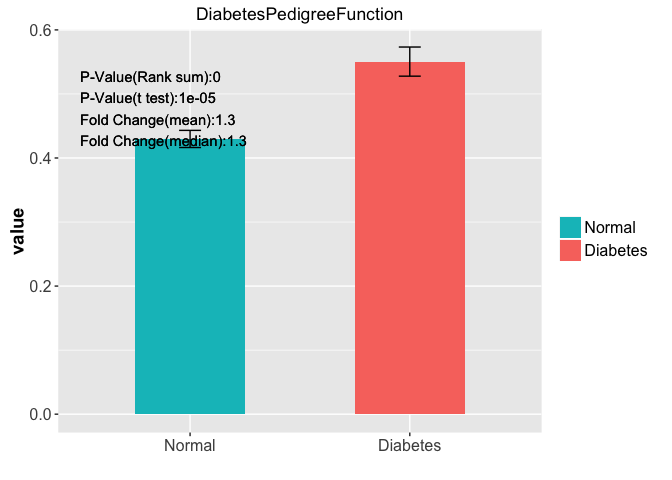 DiabetesPedigreeFunction
0.6
P-Value(Rank sum):0
P-Value(t test):1e-05
Fold Change(mean):1.3
Fold Change(median):1.3
0.4
0.2
0.0
value
Normal
Diabetes
Normal
Diabetes